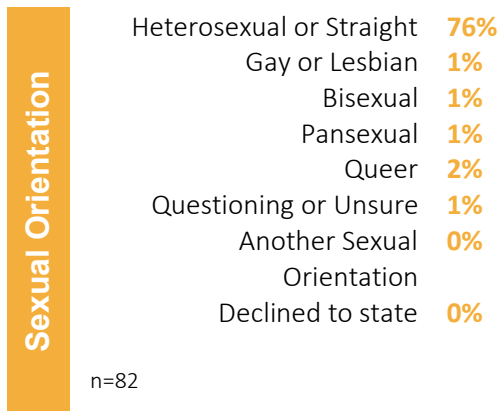 Sexual Orientation
Heterosexual or Straight 76%
Gay or Lesbian 1%
Bisexual 1%
Pansexual 1%
Queer 2%
Questioning or Unsure 1%
Another Sexual 0%
Orientation
Declined to state 0%
n=82